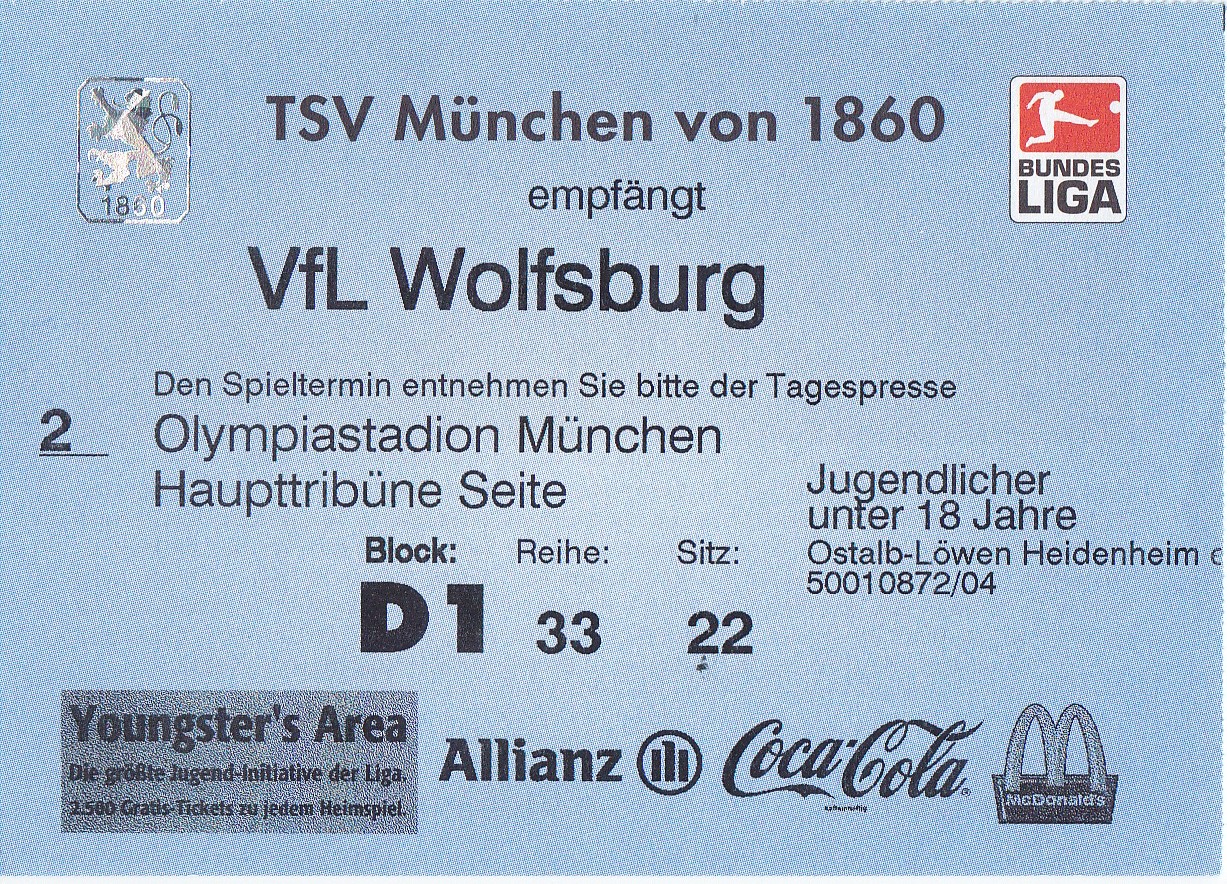 TSV München von 1860
empfängt
VfL Wolfsburg
1860
BUNDES
LIGA
Den Spieltermin entnehmen Sie bitte der Tagespresse
2
Olympiastadion München
Haupttribüne Seite
Jugendlicher
unter 18 Jahre
Block: Reihe: Sitz:
Ostalb-Löwen Heidenheim e
50010872/04
D1 33 22
Youngster's Area
Die größte Jugend-Initiative der Liga.
2.500 Gratis-Tickets zu jedem Heimspiel.
Allianz
Coca-Cola
koffeinhaltig
McDonald's